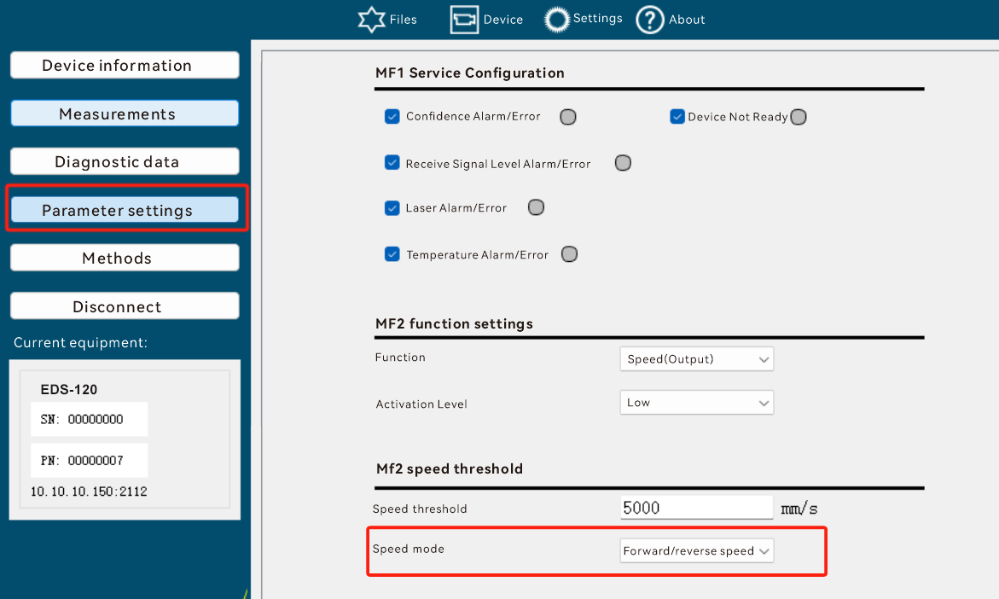 Files
Device
Settings
? About
Device information
Measurements
Diagnostic data
Parameter settings
Methods
Disconnect
Current equipment:
EDS-120
SN: 00000000
PN: 00000007
10.10.10.150:2112
MF1 Service Configuration
Confidence Alarm/Error
Device Not Ready
Receive Signal Level Alarm/Error
Laser Alarm/Error
Temperature Alarm/Error
MF2 function settings
Function
Speed(Output)
Activation Level
Low
Mf2 speed threshold
Speed threshold
5000 mm/s
Speed mode
Forward/reverse speed